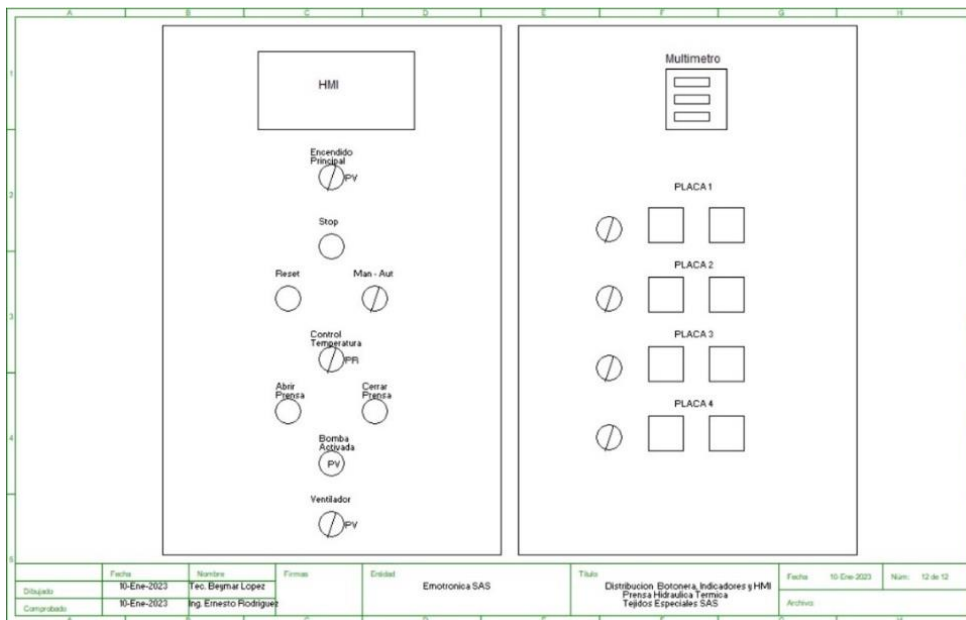 A B C D E F G H
1
HMI
Multimetro
Encendido
Principal
PV
2
PLACA 1
Stop
PLACA 2
Reset Man - Aut
3
Control
Temperatura
PR
PLACA 3
Abrir
Prensa
Cerrar
Prensa
PLACA 4
4
Bomba
Activada
PV
Ventilador
PV
5
Fecha Nombre Firmas Entidad Título Fecha 10-Ene-2023 Núm: 12 de 12
Dibujado 10-Ene-2023 Tec. Beymar Lopez Emotronica SAS
Distribucion Botonera, Indicadores y HMI
Prensa Hidraulica Termica
Tejidos Especiales SAS
Comprobado 10-Ene-2023 Ing. Ernesto Rodriguez Archivo: